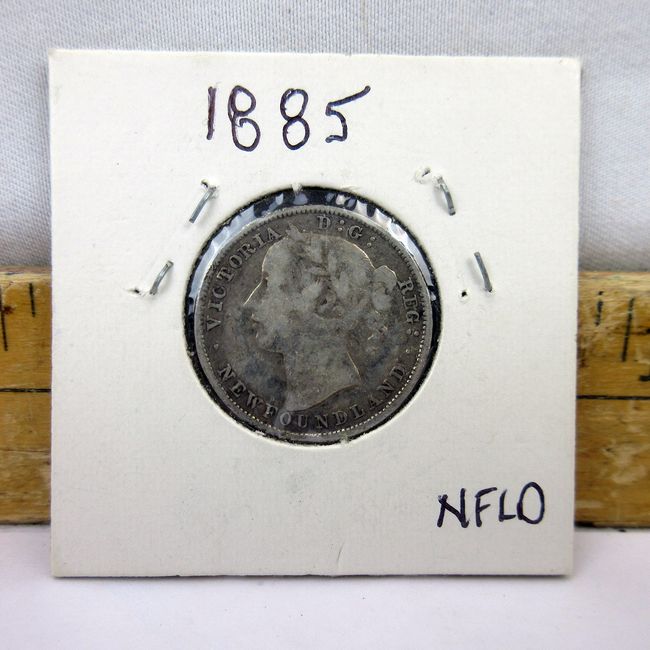 1885
VICTORIA D:G: REG:
NEWFOUNDLAND
NFLD